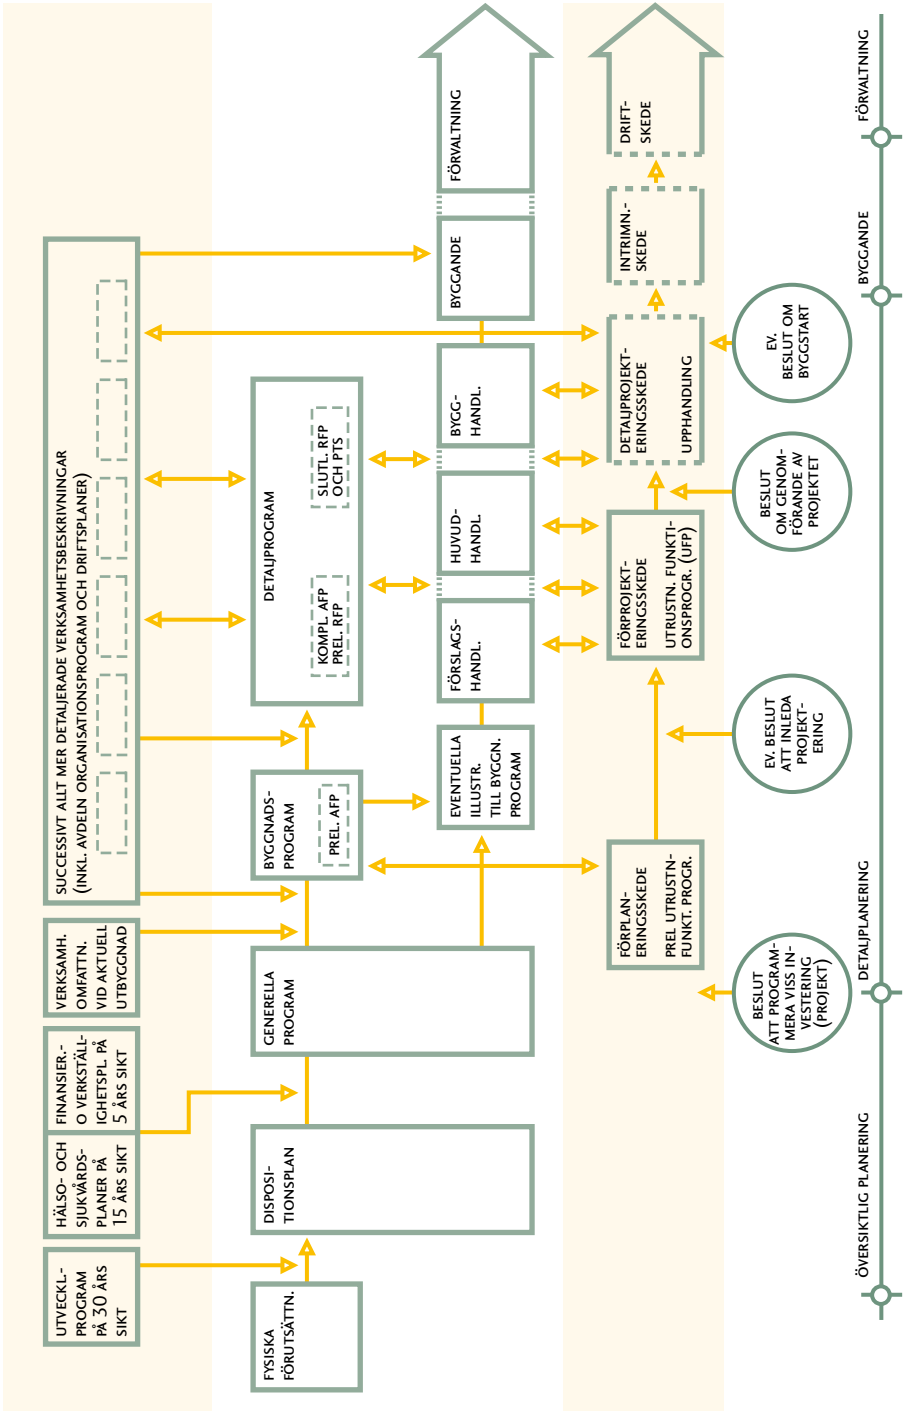 UTVECKL-
PROGRAM
PÅ 30 ÅRS
SIKT
HÄLSO- OCH
SJUKVÅRDS-
PLANER PÅ
15 ÅRS SIKT
FINANSIER.-
O VERKSTÄLL-
IGHETSPL. PÅ
5 ÅRS SIKT
VERKSAMH.
OMFATTN.
VID AKTUELL
UTBYGGNAD
SUCCESSIVT ALLT MER DETALJERADE VERKSAMHETSBESKRIVNINGAR
(INKL. AVDELN ORGANISATIONSPROGRAM OCH DRIFTSPLANER)
FYSISKA
FÖRUTSÄTTN.
DISPOSI-
TIONSPLAN
GENERELLA
PROGRAM
BYGGNADS-
PROGRAM
PREL. AFP
DETALJPROGRAM
KOMPL. AFP
PREL. RFP
SLUTL. RFP
OCH PTS
EVENTUELLA
ILLUSTR.
TILL BYGGN.
PROGRAM
FÖRSLAGS-
HANDL.
HUVUD-
HANDL.
BYGG-
HANDL.
BYGGANDE
FÖRVALTNING
FÖRPLAN-
ERINGSSKEDE
PREL UTRUSTN-
FUNKT. PROGR.
FÖRPROJEKT-
ERINGSSKEDE
UTRUSTN. FUNKTI-
ONSPROGR. (UFP)
DETALJPROJEKT-
ERINGSSKEDE
UPPHANDLING
INTRIMN.-
SKEDE
DRIFT-
SKEDE
BESLUT
ATT PROGRAM-
MERA VISS IN-
VESTERING
(PROJEKT)
EV. BESLUT
ATT INLEDA
PROJEKT-
ERING
BESLUT
OM GENOM-
FÖRANDE AV
PROJEKTET
EV.
BESLUT OM
BYGGSTART
ÖVERSIKTLIG PLANERING
DETALJPLANERING
BYGGANDE
FÖRVALTNING